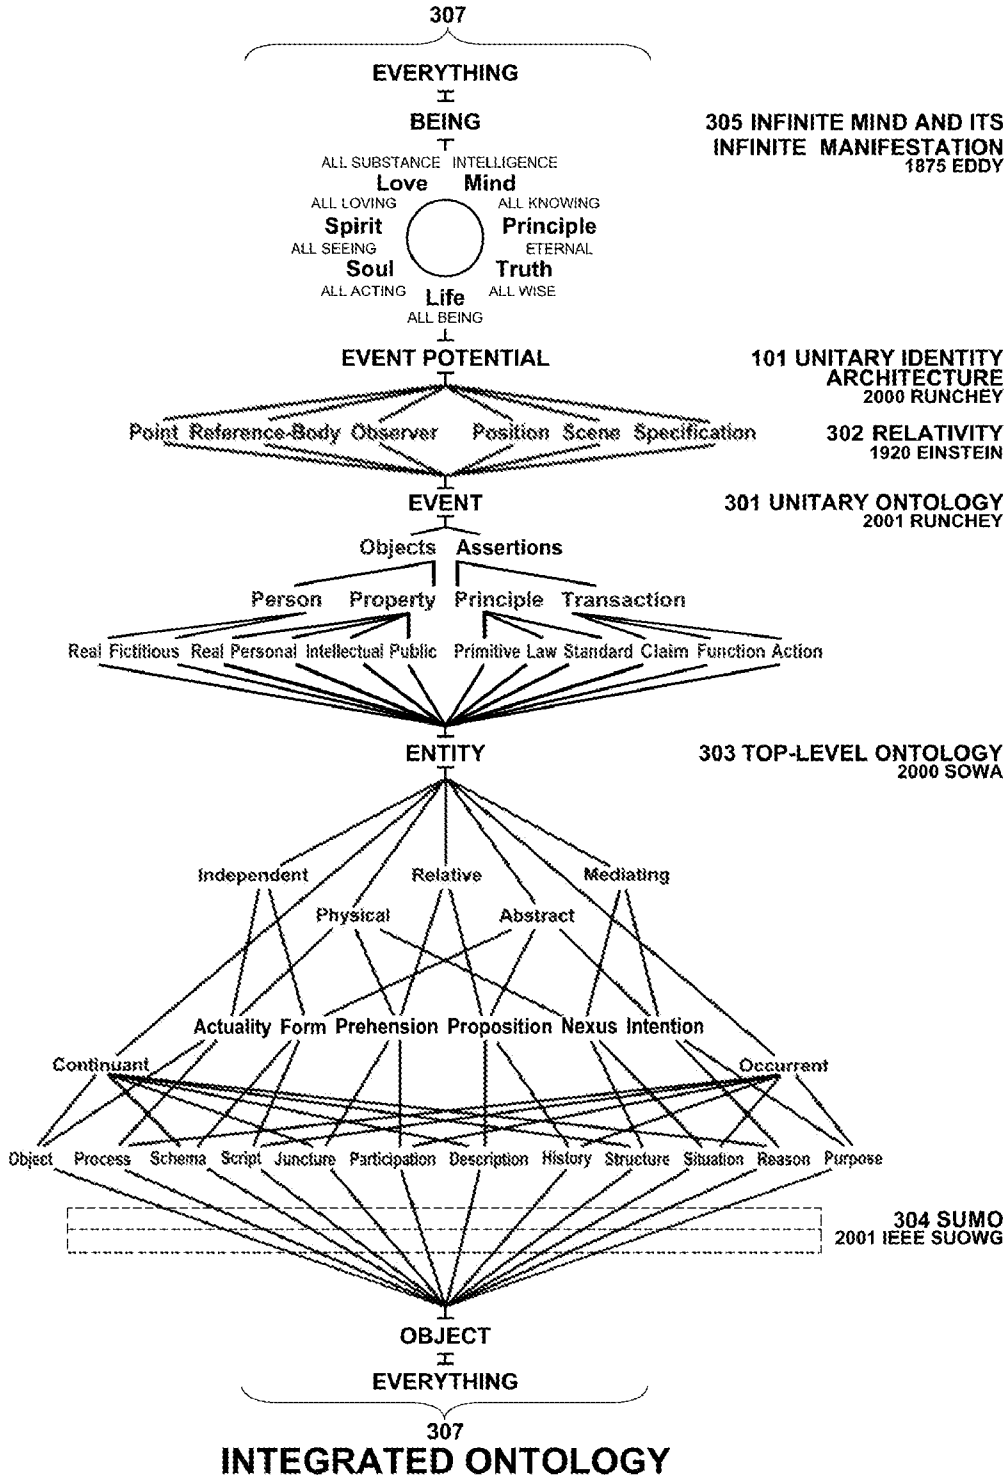 307
EVERYTHING
BEING
305 INFINITE MIND AND ITS
INFINITE MANIFESTATION
1875 EDDY
ALL SUBSTANCE INTELLIGENCE
Love Mind
ALL LOVING ALL KNOWING
Spirit Principle
ALL SEEING ETERNAL
Soul Truth
ALL ACTING ALL WISE
Life
ALL BEING
EVENT POTENTIAL
101 UNITARY IDENTITY
ARCHITECTURE
2000 RUNCHEY
Point Reference-Body Observer Position Scene Specification
302 RELATIVITY
1920 EINSTEIN
EVENT
301 UNITARY ONTOLOGY
2001 RUNCHEY
Objects Assertions
Person Property Principle Transaction
Real Fictitious Real Personal Intellectual Public Primitive Law Standard Claim Function Action
ENTITY
303 TOP-LEVEL ONTOLOGY
2000 SOWA
Independent Relative Mediating
Physical Abstract
Actuality Form Prehension Proposition Nexus Intention
Continuant Occurrent
Object Process Schema Script Juncture Participation Description History Structure Situation Reason Purpose
304 SUMO
2001 IEEE SUOWG
OBJECT
EVERYTHING
307
INTEGRATED ONTOLOGY